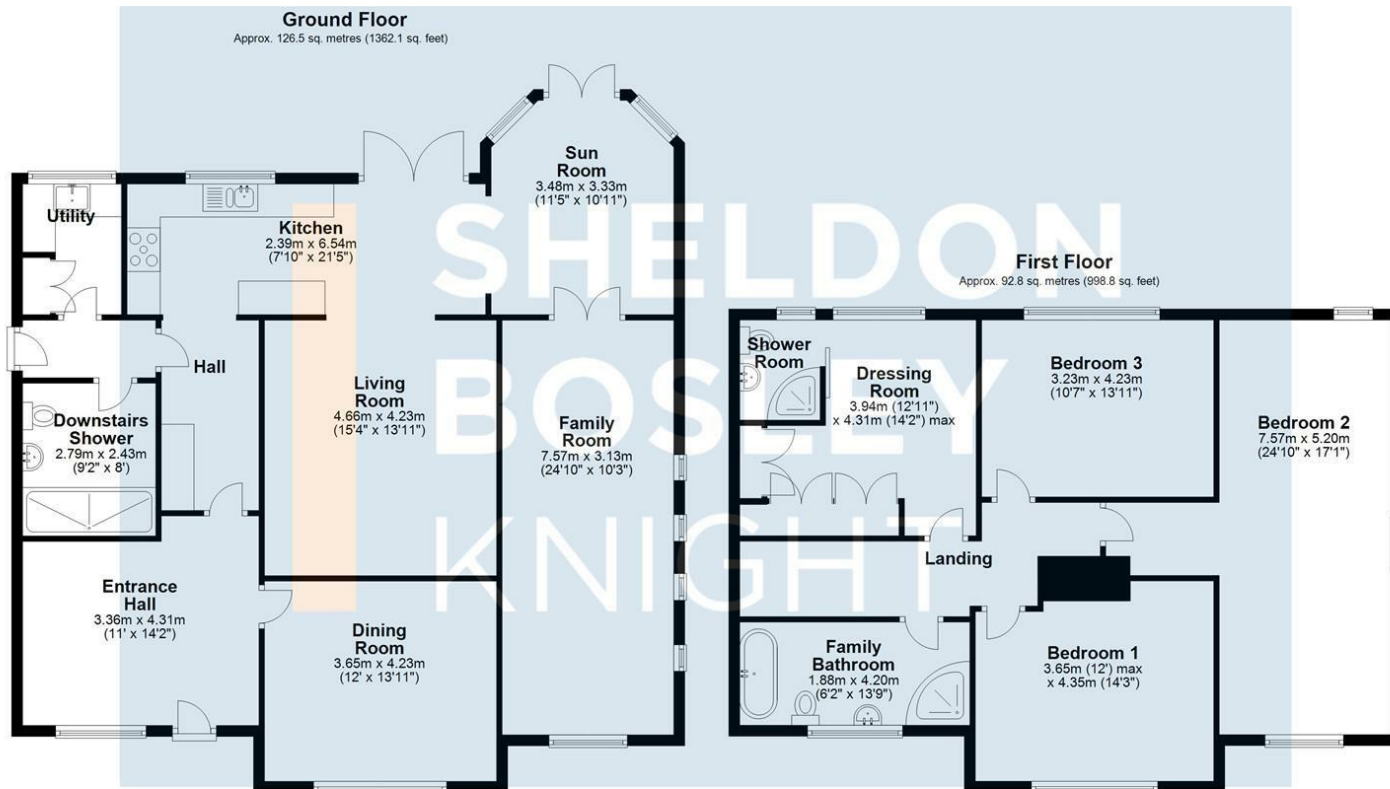 Ground Floor
Approx. 126.5 sq. metres (1362.1 sq. feet)
Sun
Room
3.48m x 3.33m
(11'5" x 10'11")
Utility
Kitchen
2.39m x 6.54m
(7'10" x 21'5")
Hall
Living
Room
4.66m x 4.23m
(15'4" x 13'11")
Downstairs
Shower
2.79m x 2.43m
(9'2" x 8')
Family
Room
7.57m x 3.13m
(24'10" x 10'3")
Entrance
Hall
3.36m x 4.31m
(11' x 14'2")
Dining
Room
3.65m x 4.23m
(12' x 13'11")
First Floor
Approx. 92.8 sq. metres (998.8 sq. feet)
Shower
Room
Dressing
Room
3.94m (12'11")
x 4.31m (14'2") max
Bedroom 3
3.23m x 4.23m
(10'7" x 13'11")
Bedroom 2
7.57m x 5.20m
(24'10" x 17'1")
Landing
Family
Bathroom
1.88m x 4.20m
(6'2" x 13'9")
Bedroom 1
3.65m (12') max
x 4.35m (14'3")
SHELDON
BOSLEY
KNIGHT